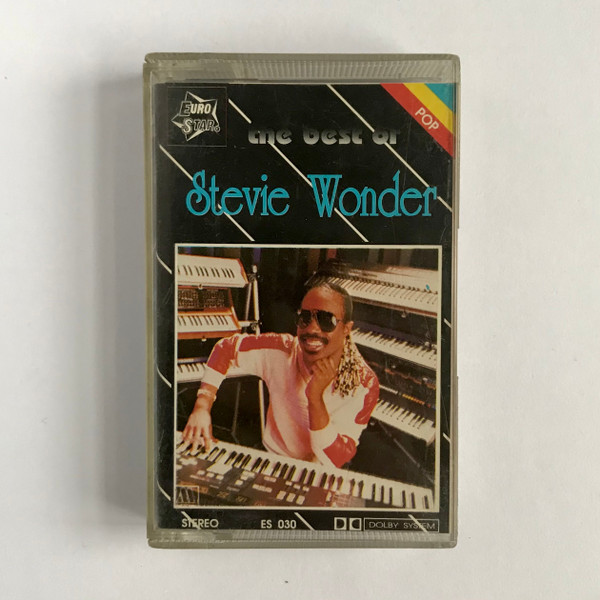 EURO
STAR
POP
the best of
Stevie Wonder
M
STEREO ES 030 DOLBY SYSTEM